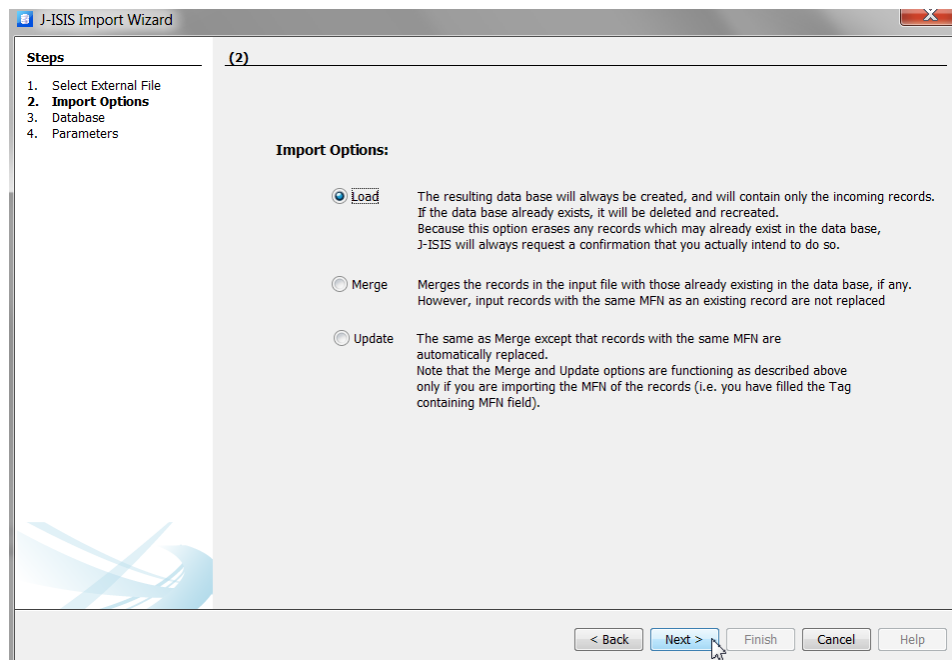 J-ISIS Import Wizard
Steps
1. Select External File
2. Import Options
3. Database
4. Parameters
(2)
Import Options:
Load
The resulting data base will always be created, and will contain only the incoming records.
If the data base already exists, it will be deleted and recreated.
Because this option erases any records which may already exist in the data base,
J-ISIS will always request a confirmation that you actually intend to do so.
Merge
Merges the records in the input file with those already existing in the data base, if any.
However, input records with the same MFN as an existing record are not replaced
Update
The same as Merge except that records with the same MFN are
automatically replaced.
Note that the Merge and Update options are functioning as described above
only if you are importing the MFN of the records (i.e. you have filled the Tag
containing MFN field).
< Back
Next >
Finish
Cancel
Help